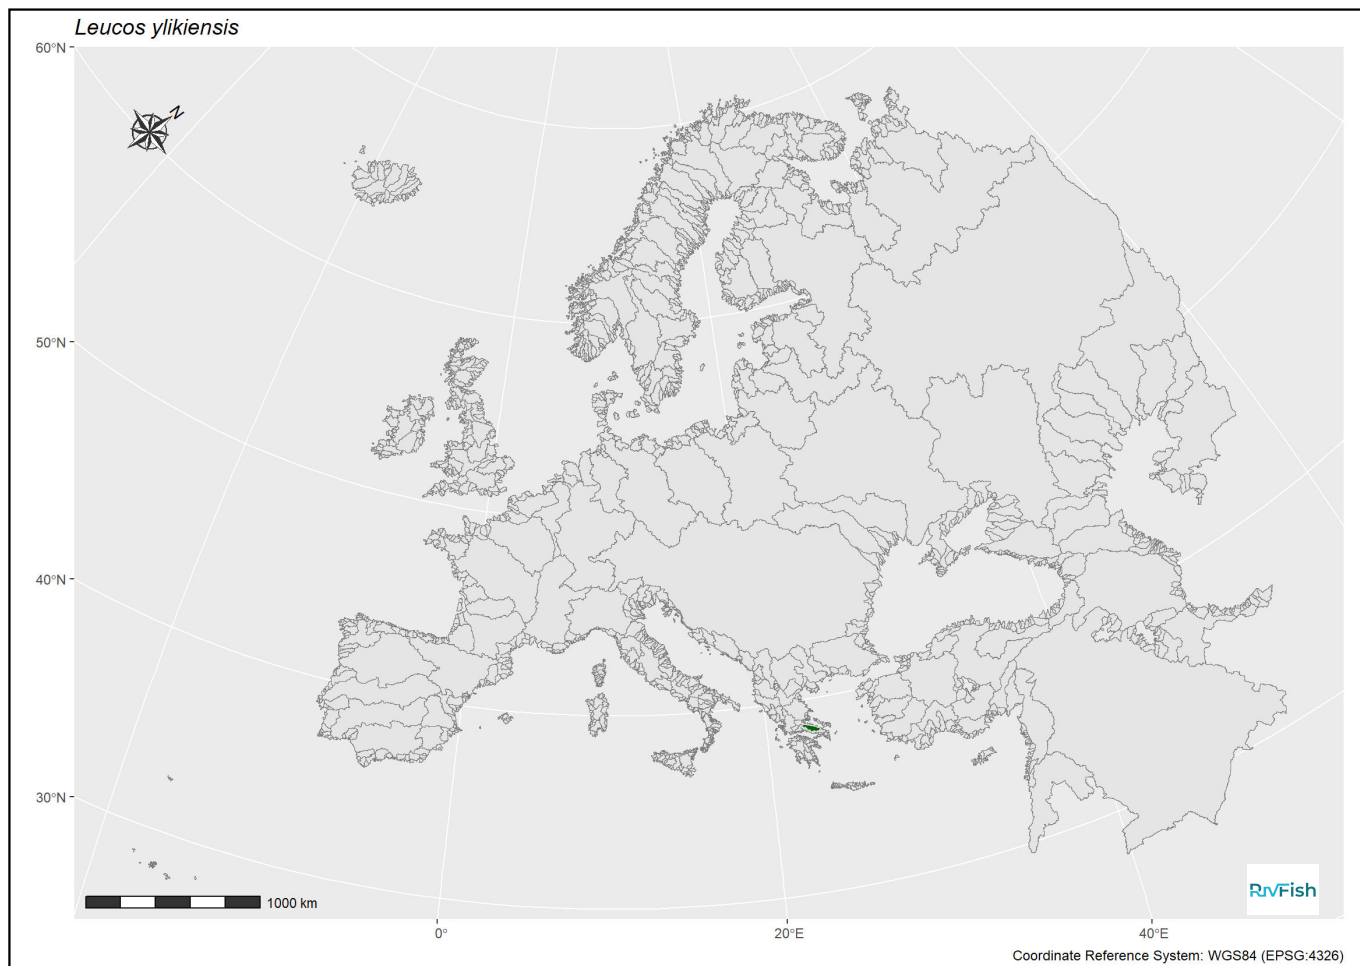 Leucos ylikiensis
60°N
N
50°N
40°N
30°N
1000 km
RIVFish
0°
20°E
40°E
Coordinate Reference System: WGS84 (EPSG:4326)